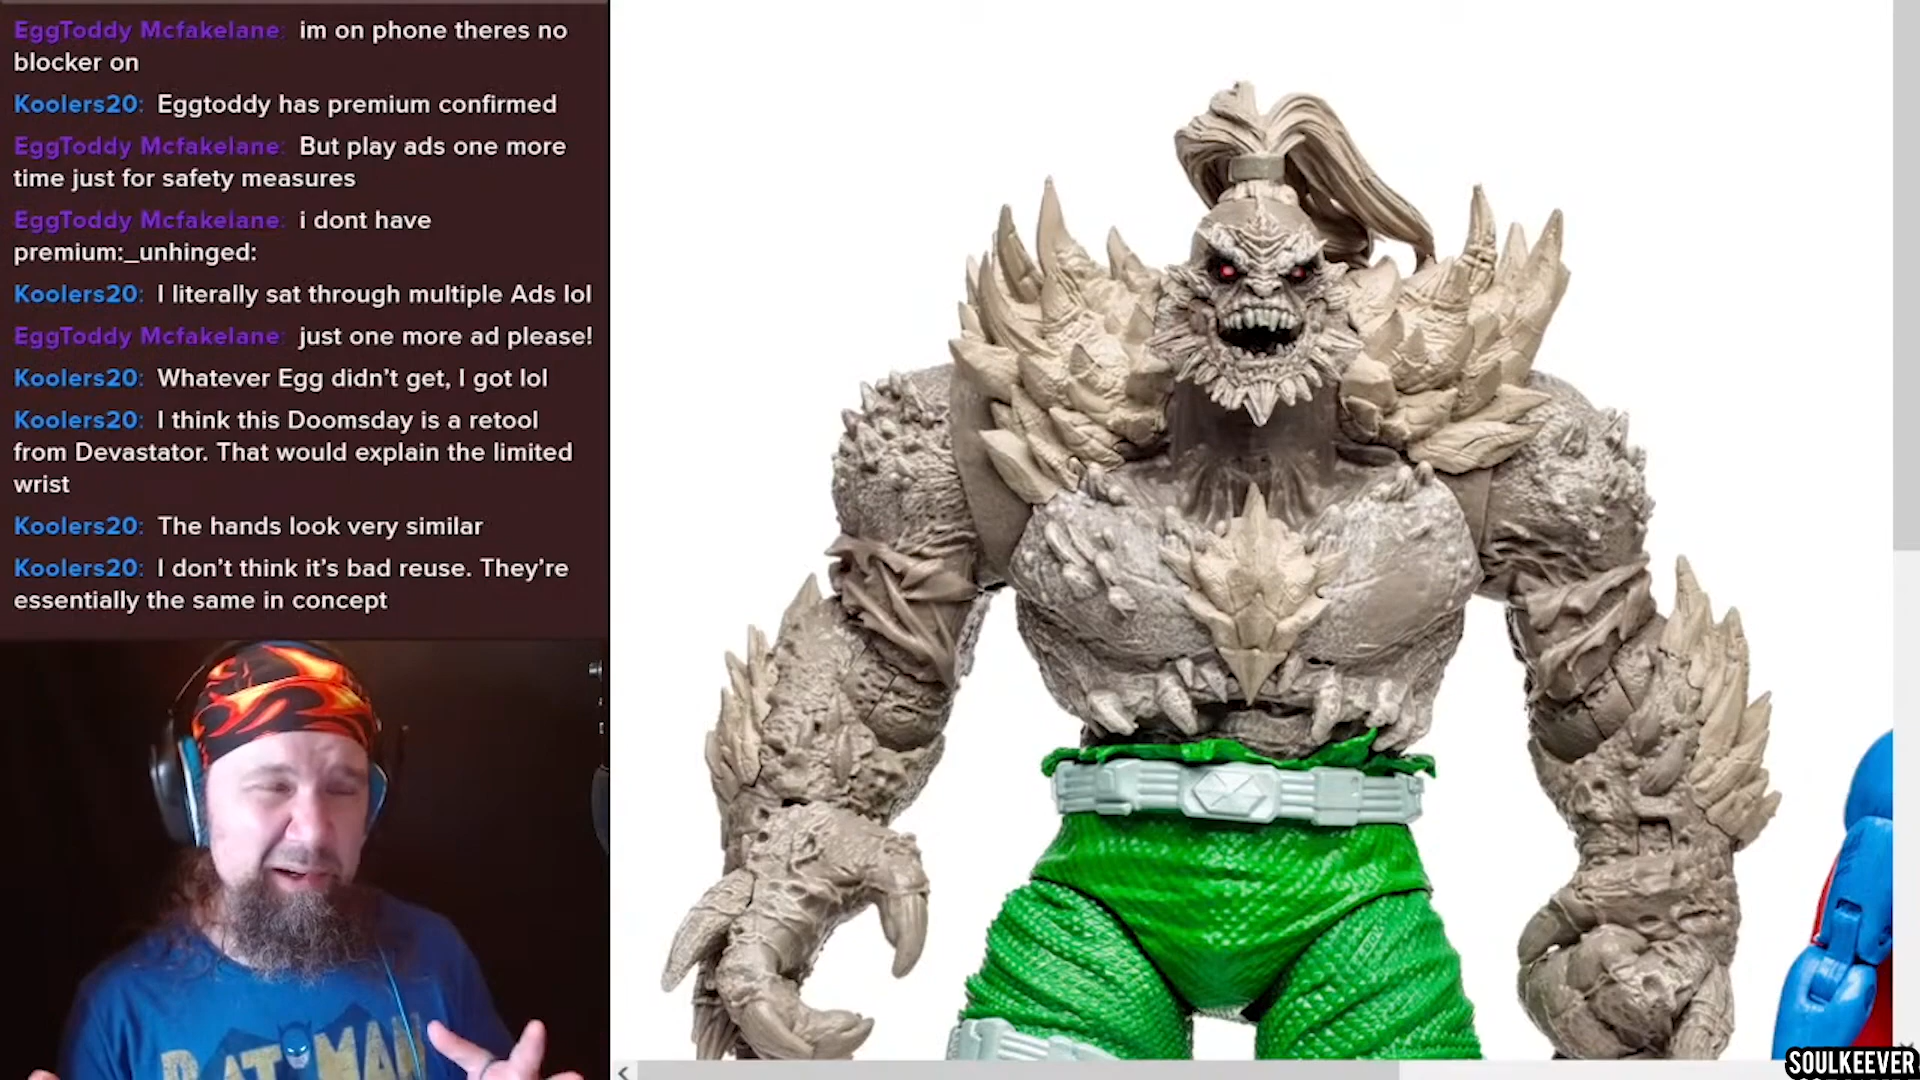 EggToddy Mcfakelane: im on phone theres no
blocker on
Koolers20: Eggtoddy has premium confirmed
EggToddy Mcfakelane: But play ads one more
time just for safety measures
EggToddy Mcfakelane: i dont have
premium:_unhinged:
Koolers20: I literally sat through multiple Ads lol
EggToddy Mcfakelane: just one more ad please!
Koolers20: Whatever Egg didn't get, I got lol
Koolers20: I think this Doomsday is a retool
from Devastator. That would explain the limited
wrist
Koolers20: The hands look very similar
Koolers20: I don't think it's bad reuse. They're
essentially the same in concept
BATMAN
SOULKEEVER